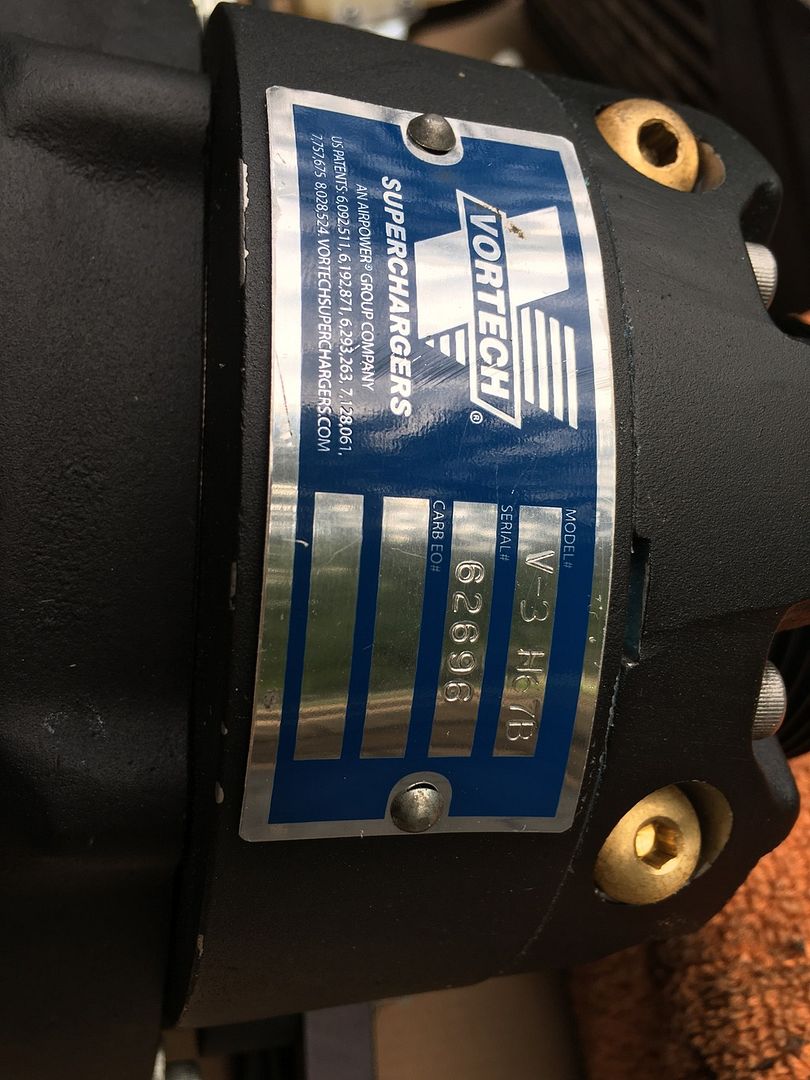 VORTECH®
SUPERCHARGERS
AN AIRPOWER® GROUP COMPANY
US PATENTS: 6,092,511, 6,192,871, 6,293,263, 7,128,061,
7,757,675 8,028,524 VORTECHSUPERCHARGERS.COM
MODEL#
V-3 H67B
SERIAL#
62696
CARB EO#